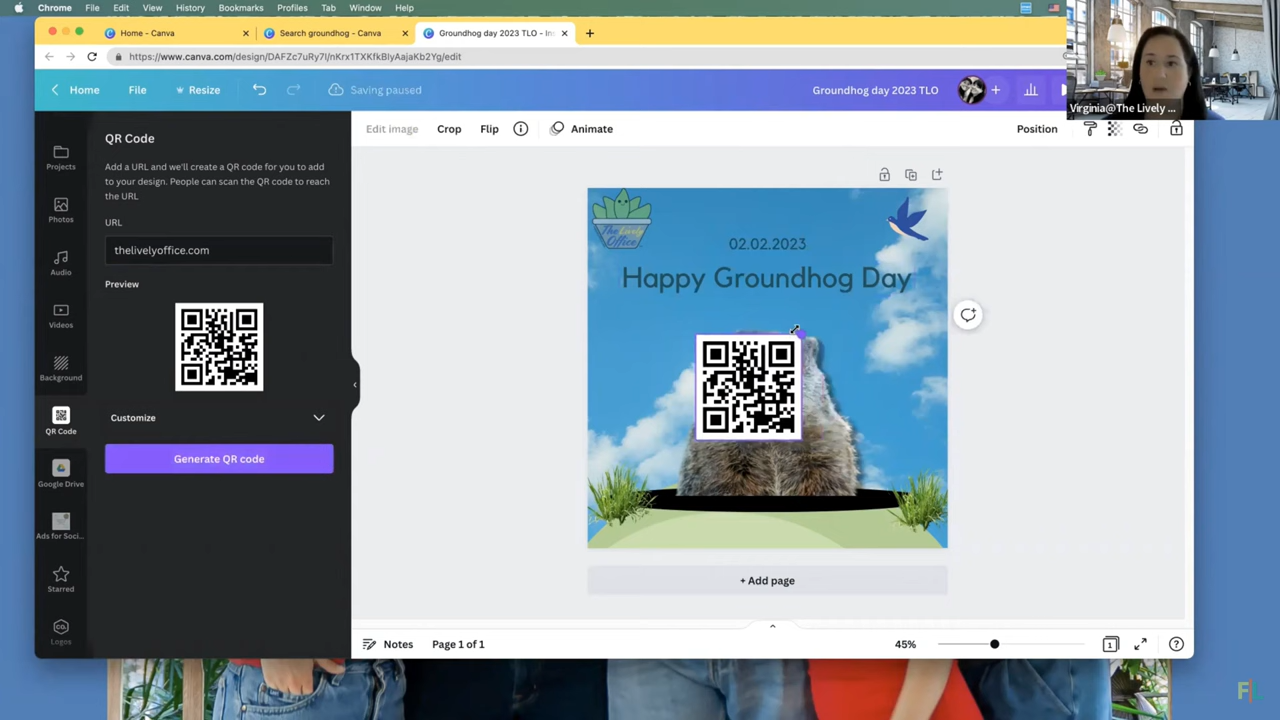 Chrome File Edit View History Bookmarks Profiles Tab Window Help
Home - Canva
Search groundhog - Canva
Groundhog day 2023 TLO - Ins
https://www.canva.com/design/DAFZc7uRy7I/nKrx1TXKfkBIyAajaKb2Yg/edit
Home File Resize Saving paused Groundhog day 2023 TLO
Virginia@The Lively ...
Edit image Crop Flip Animate Position
Projects
Photos
Audio
Videos
Background
QR Code
Google Drive
Ads for Soci...
Starred
Logos
QR Code
Add a URL and we'll create a QR code for you to add
to your design. People can scan the QR code to reach
the URL
URL
thelivelyoffice.com
Preview
Customize
Generate QR code
The Lively
Office
02.02.2023
Happy Groundhog Day
+ Add page
Notes Page 1 of 1 45% 1
F L